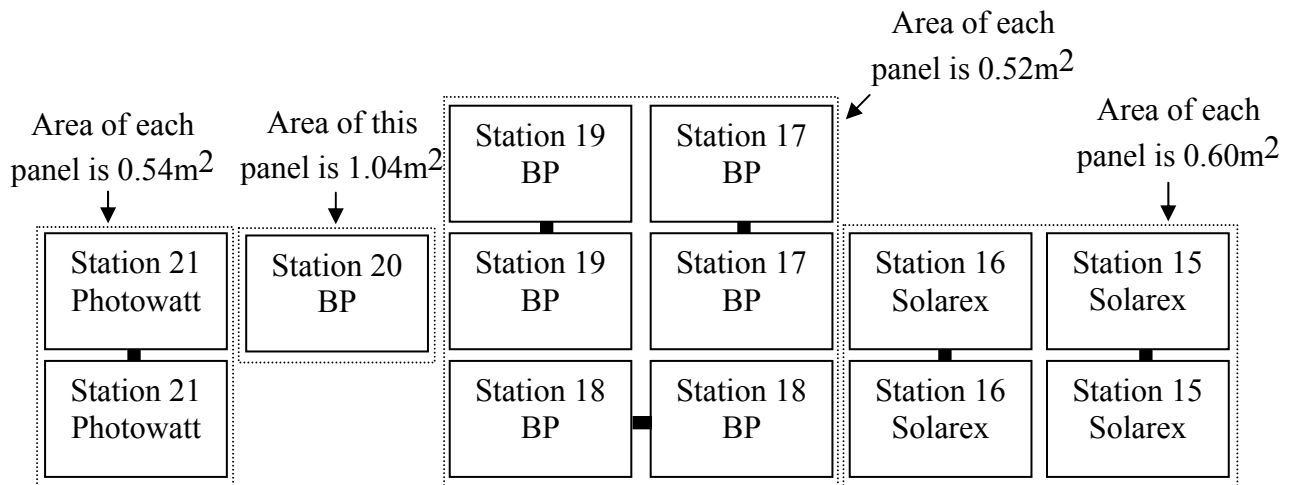 Area of each
panel is 0.52m2
Area of each
panel is 0.54m2
Area of this
panel is 1.04m2
Area of each
panel is 0.60m2
Station 19
BP
Station 17
BP
Station 21
Photowatt
Station 20
BP
Station 19
BP
Station 17
BP
Station 16
Solarex
Station 15
Solarex
Station 21
Photowatt
Station 18
BP
Station 18
BP
Station 16
Solarex
Station 15
Solarex